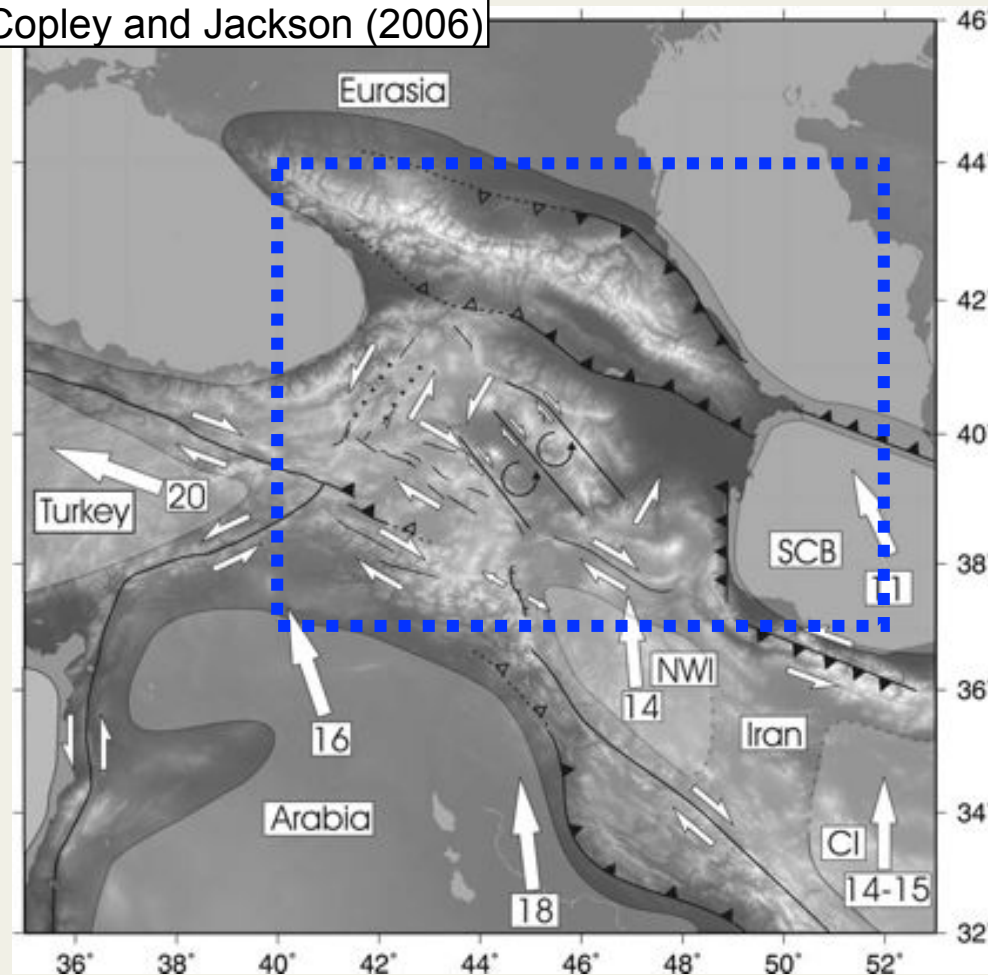 Copley and Jackson (2006)
46°
Eurasia
44°
42°
40°
20
Turkey
SCB
38°
11
NWI
14
36°
16
Iran
Arabia
34°
CI
14-15
18
32°
36° 38° 40° 42° 44° 46° 48° 50° 52°